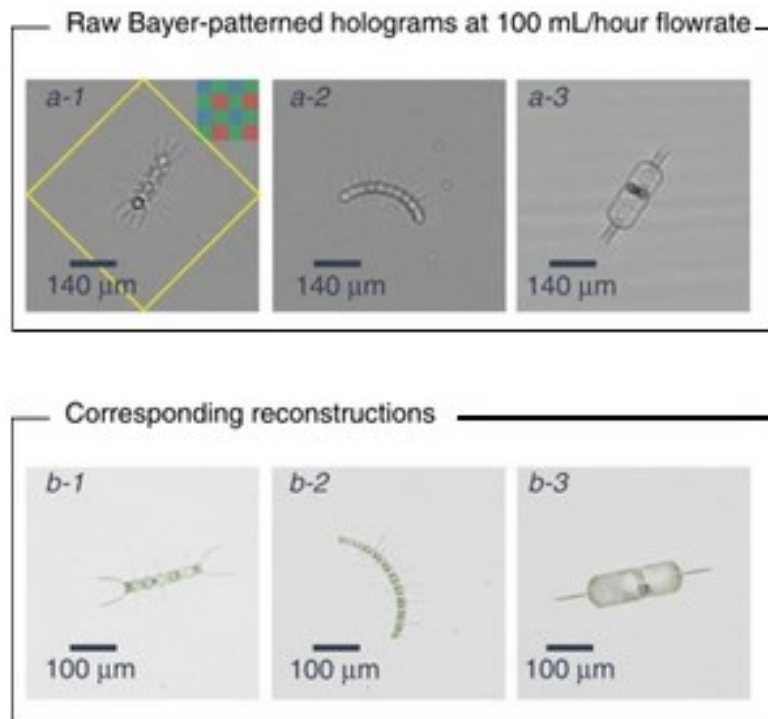 Raw Bayer-patterned holograms at 100 mL/hour flowrate
a-1 a-2 a-3
140 μm 140 μm 140 μm
Corresponding reconstructions
b-1 b-2 b-3
100 μm 100 μm 100 μm